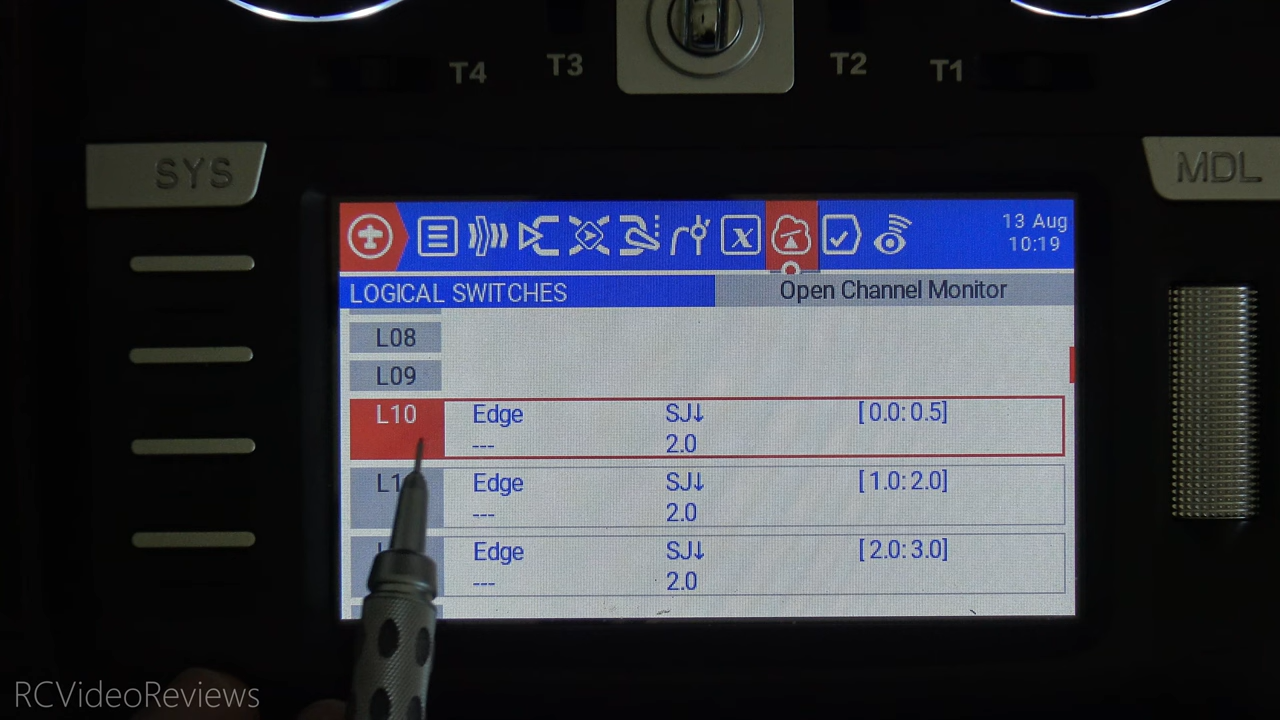 T4 T3 T2 T1
SYS
MDL
13 Aug
10:19
LOGICAL SWITCHES
Open Channel Monitor
L08
L09
L10 Edge SJ↓ [0.0:0.5]
--- 2.0
Edge SJ↓ [1.0:2.0]
--- 2.0
Edge SJ↓ [2.0:3.0]
--- 2.0
RCVideoReviews